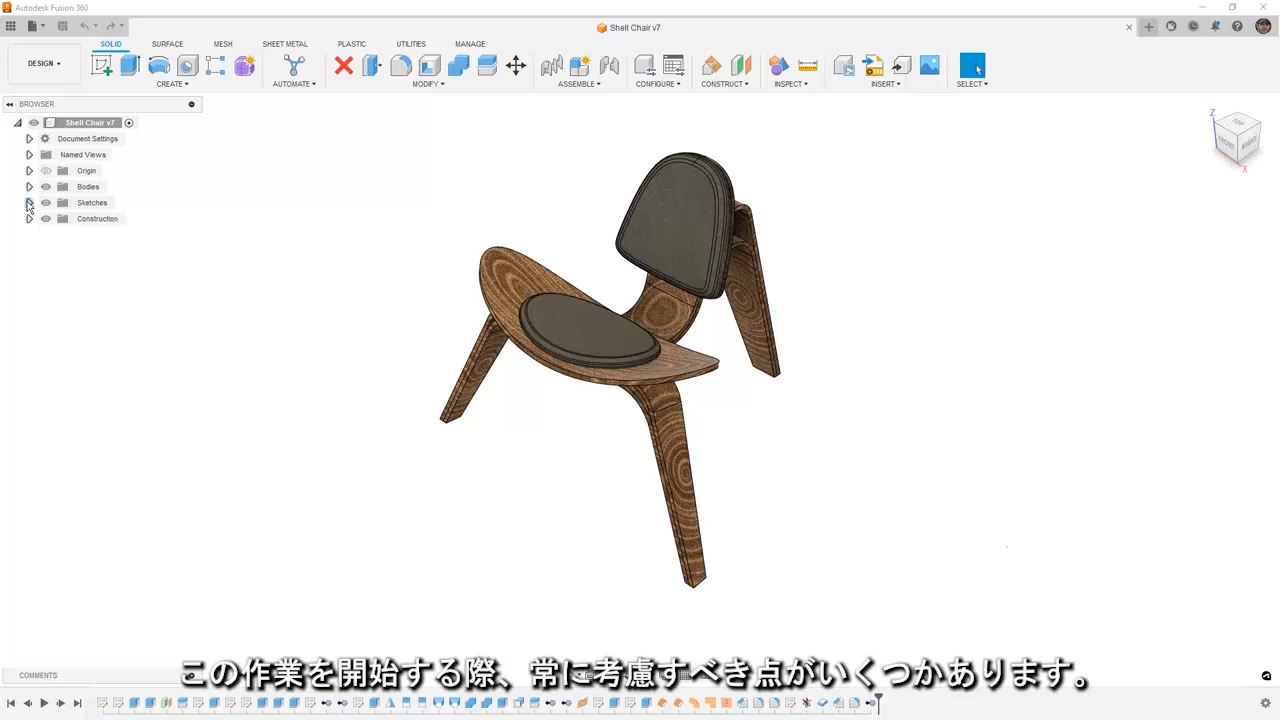 Autodesk Fusion 360
Shell Chair v7
DESIGN
SOLID SURFACE MESH SHEET METAL PLASTIC UTILITIES MANAGE
CREATE AUTOMATE MODIFY ASSEMBLE CONFIGURE CONSTRUCT INSPECT INSERT SELECT
BROWSER
Shell Chair v7
Document Settings
Named Views
Origin
Bodies
Sketches
Construction
Z
TOP
FRONT RIGHT
X
この作業を開始する際、常に考慮すべき点がいくつかあります。
COMMENTS